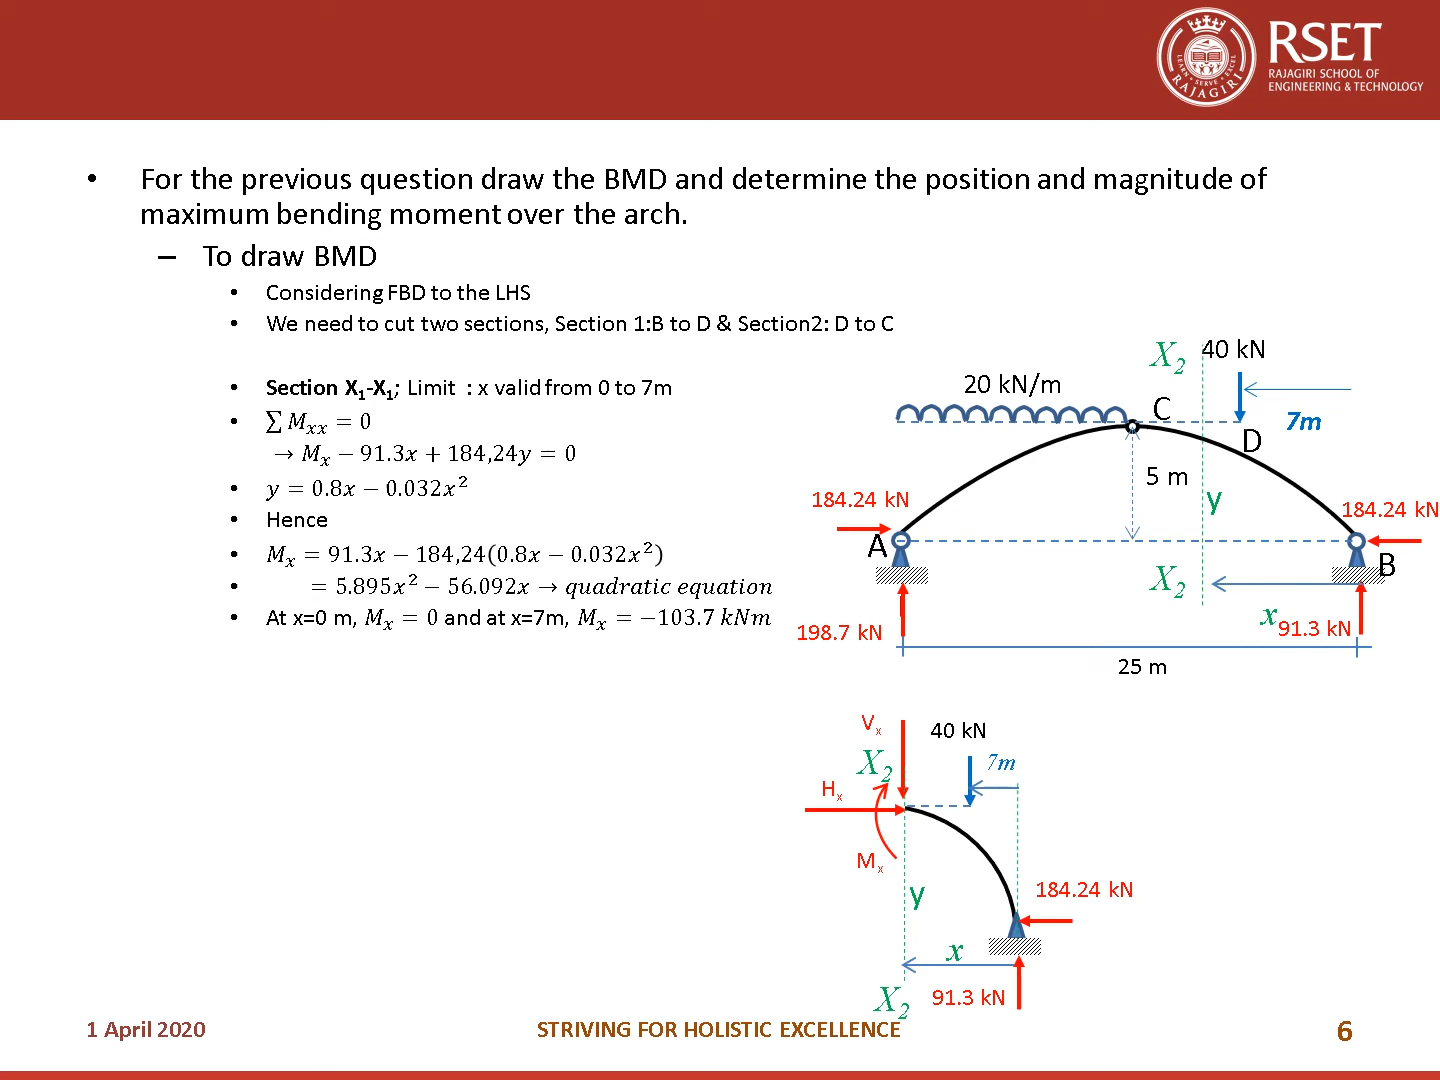 RSET
RAJAGIRI SCHOOL OF
ENGINEERING & TECHNOLOGY
LEARN • SERVE • EXCEL
RAJAGIRI
• For the previous question draw the BMD and determine the position and magnitude of
maximum bending moment over the arch.
– To draw BMD
• Considering FBD to the LHS
• We need to cut two sections, Section 1:B to D & Section2: D to C
• Section X₁-X₁; Limit : x valid from 0 to 7m
• ∑ 𝑀ₓₓ = 0
→ 𝑀ₓ − 91.3𝑥 + 184,24𝑦 = 0
• 𝑦 = 0.8𝑥 − 0.032𝑥²
• Hence
• 𝑀ₓ = 91.3𝑥 − 184,24(0.8𝑥 − 0.032𝑥²)
• = 5.895𝑥² − 56.092𝑥 → 𝑞𝑢𝑎𝑑𝑟𝑎𝑡𝑖𝑐 𝑒𝑞𝑢𝑎𝑡𝑖𝑜𝑛
• At x=0 m, 𝑀ₓ = 0 and at x=7m, 𝑀ₓ = −103.7 𝑘𝑁𝑚
X₂
40 kN
20 kN/m
C
7m
D
5 m
184.24 kN
y
184.24 kN
A
B
X₂
x
198.7 kN
91.3 kN
25 m
Vₓ
40 kN
X₂
7m
Hₓ
Mₓ
y
184.24 kN
x
X₂
91.3 kN
1 April 2020
STRIVING FOR HOLISTIC EXCELLENCE
6